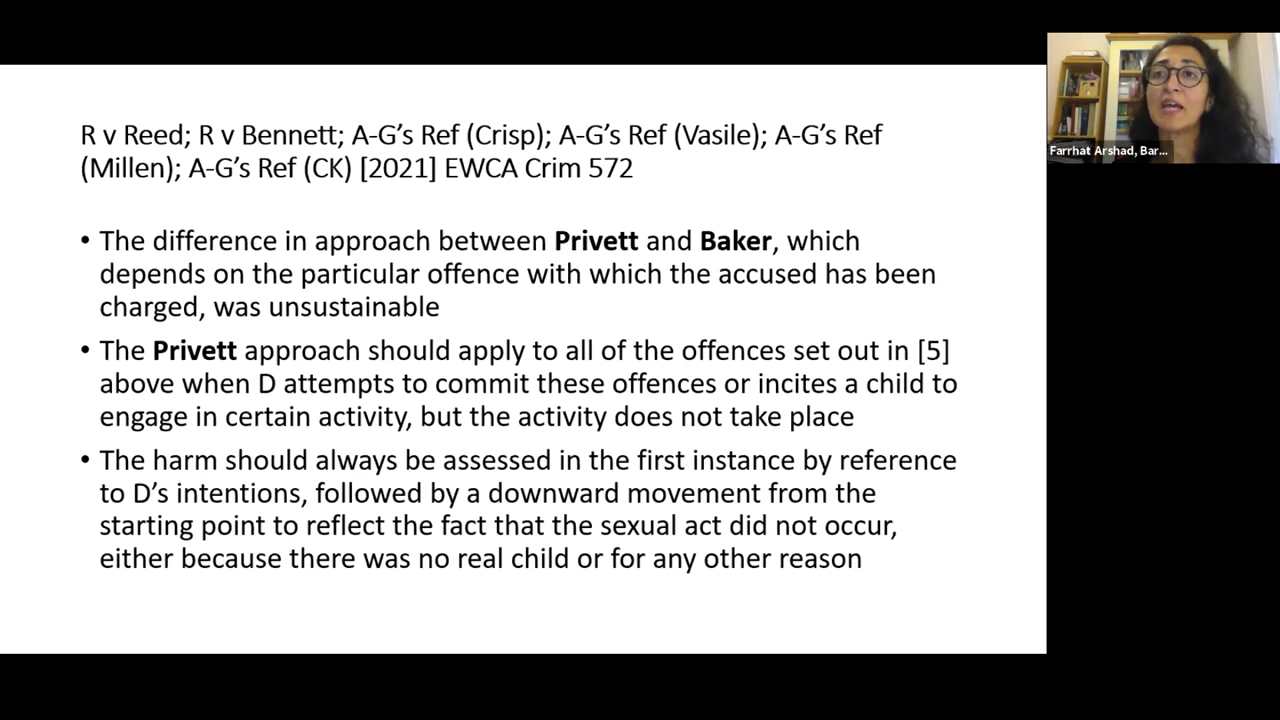 R v Reed; R v Bennett; A-G’s Ref (Crisp); A-G’s Ref (Vasile); A-G’s Ref
(Millen); A-G’s Ref (CK) [2021] EWCA Crim 572
• The difference in approach between Privett and Baker, which
depends on the particular offence with which the accused has been
charged, was unsustainable
• The Privett approach should apply to all of the offences set out in [5]
above when D attempts to commit these offences or incites a child to
engage in certain activity, but the activity does not take place
• The harm should always be assessed in the first instance by reference
to D’s intentions, followed by a downward movement from the
starting point to reflect the fact that the sexual act did not occur,
either because there was no real child or for any other reason
Farrhat Arshad, Bar...